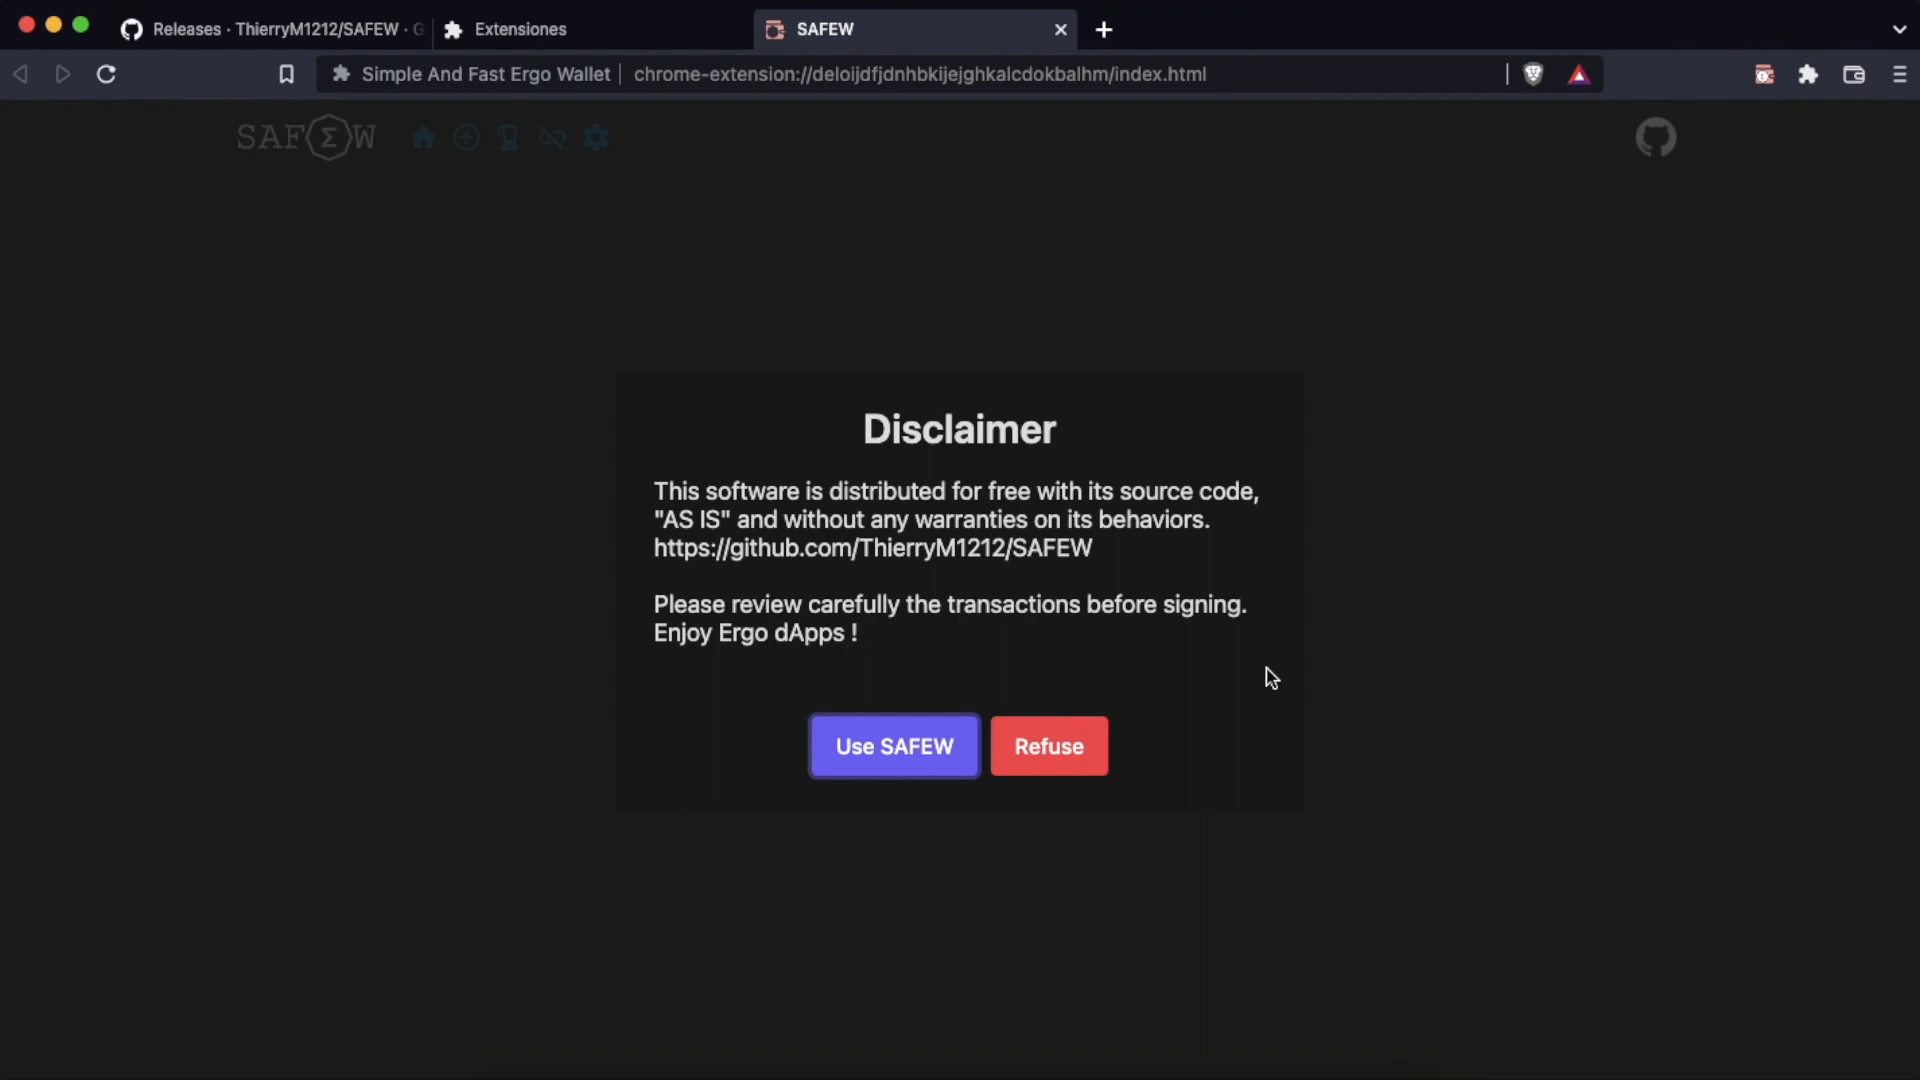 Releases · ThierryM1212/SAFEW · G
Extensiones
SAFEW
Simple And Fast Ergo Wallet
chrome-extension://deloijdfjdnhbkijejghkalcdokbalhm/index.html
SAFΣW
Disclaimer
This software is distributed for free with its source code,
"AS IS" and without any warranties on its behaviors.
https://github.com/ThierryM1212/SAFEW
Please review carefully the transactions before signing.
Enjoy Ergo dApps !
Use SAFEW
Refuse